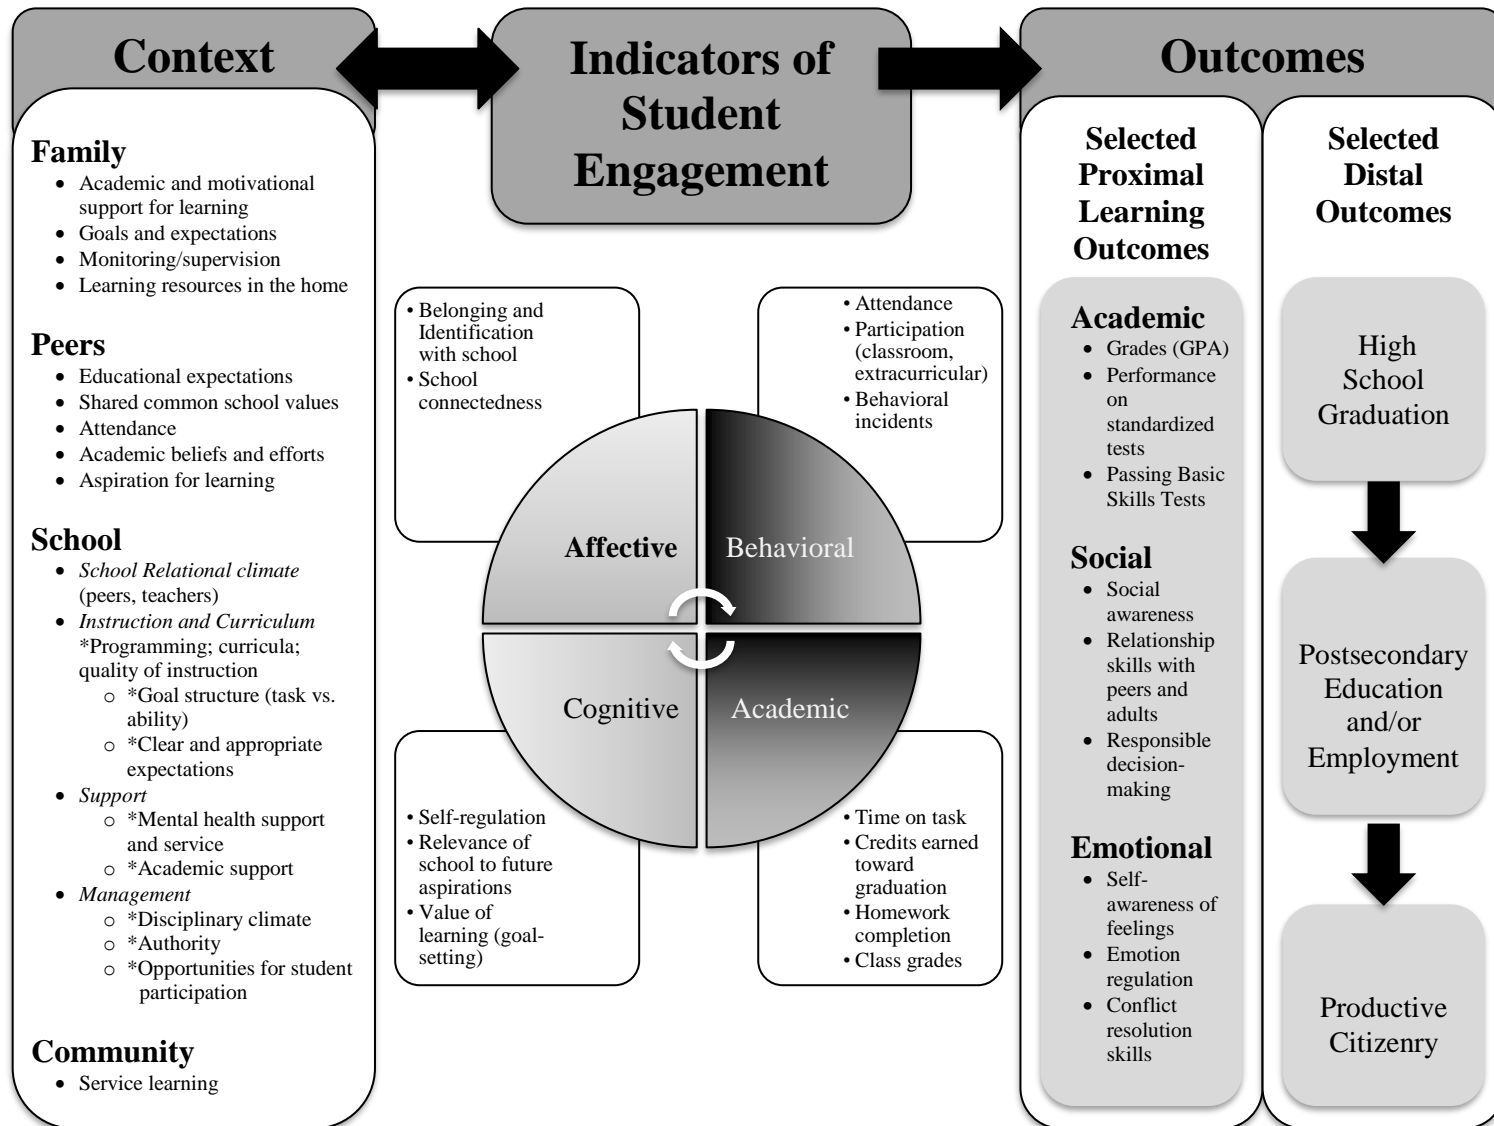 Context
Family
• Academic and motivational
support for learning
• Goals and expectations
• Monitoring/supervision
• Learning resources in the home
Peers
• Educational expectations
• Shared common school values
• Attendance
• Academic beliefs and efforts
• Aspiration for learning
School
• School Relational climate
(peers, teachers)
• Instruction and Curriculum
*Programming; curricula;
quality of instruction
o *Goal structure (task vs.
ability)
o *Clear and appropriate
expectations
• Support
o *Mental health support
and service
o *Academic support
• Management
o *Disciplinary climate
o *Authority
o *Opportunities for student
participation
Community
• Service learning
Indicators of
Student
Engagement
• Belonging and
Identification
with school
• School
connectedness
• Attendance
• Participation
(classroom,
extracurricular)
• Behavioral
incidents
Affective
Behavioral
Cognitive
Academic
• Self-regulation
• Relevance of
school to future
aspirations
• Value of
learning (goal-
setting)
• Time on task
• Credits earned
toward
graduation
• Homework
completion
• Class grades
Outcomes
Selected
Proximal
Learning
Outcomes
Academic
• Grades (GPA)
• Performance
on
standardized
tests
• Passing Basic
Skills Tests
Social
• Social
awareness
• Relationship
skills with
peers and
adults
• Responsible
decision-
making
Emotional
• Self-
awareness of
feelings
• Emotion
regulation
• Conflict
resolution
skills
Selected
Distal
Outcomes
High
School
Graduation
Postsecondary
Education
and/or
Employment
Productive
Citizenry